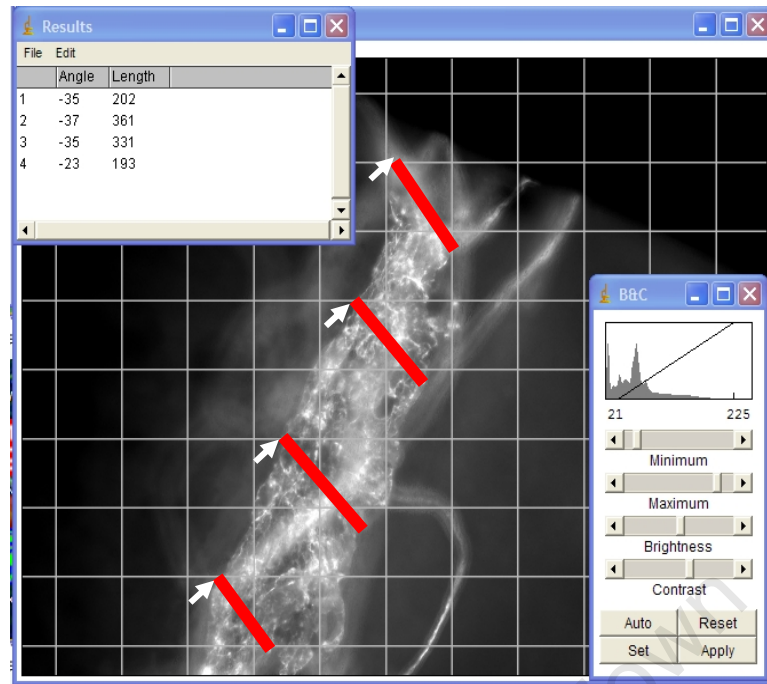 Results
File Edit
Angle Length
1 -35 202
2 -37 361
3 -35 331
4 -23 193
B&C
21 225
Minimum
Maximum
Brightness
Contrast
Auto Reset
Set Apply